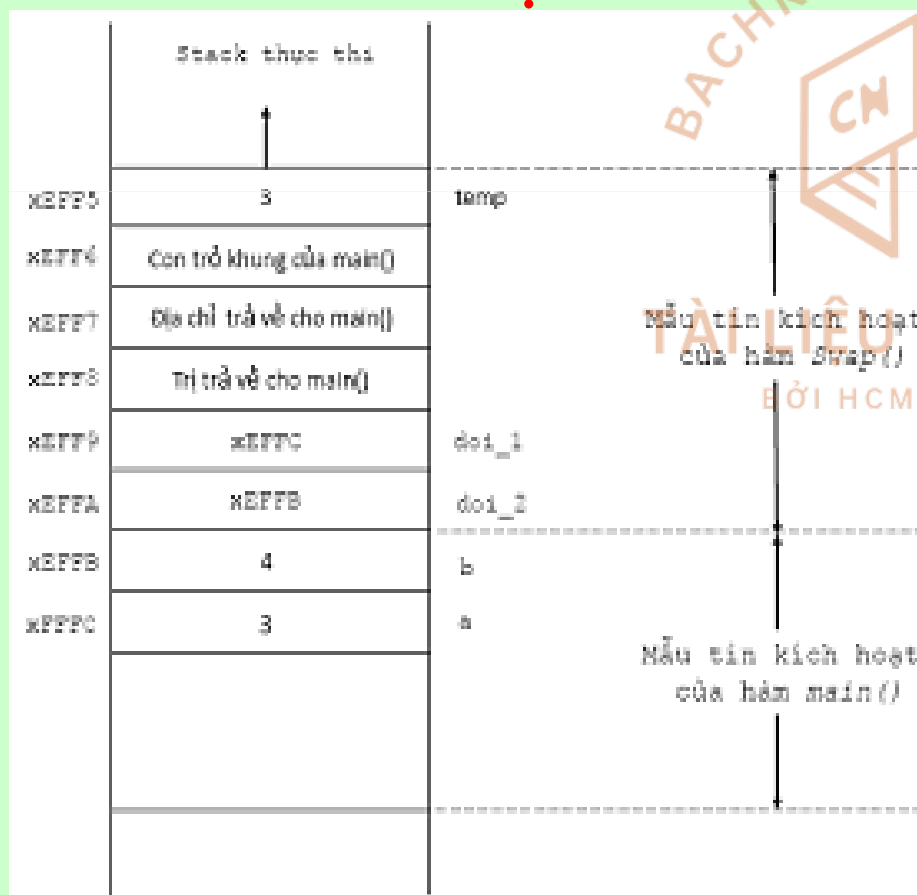 Stack thực thi
xEFF5 3 temp
xEFF6 Con trỏ khung của main()
xEFF7 Địa chỉ trả về cho main()
xEFF8 Trị trả về cho main()
xEFF9 xEFFC doi_1
xEFFA xEFFB doi_2
xEFFB 4 b
xEFFC 3 a
Mẩu tin kích hoạt
của hàm Swap()
Mẩu tin kích hoạt
của hàm main()
BACHK
CN
TÀI LIỆU
BỞI HCM